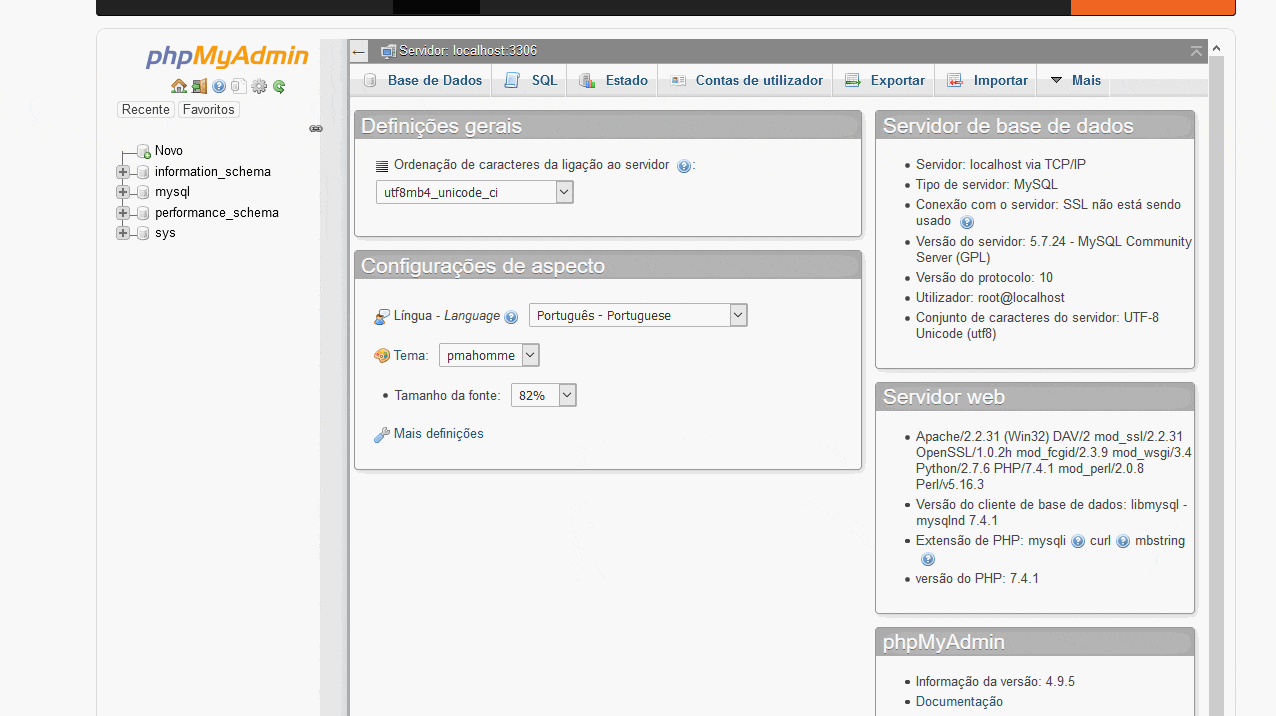 phpMyAdmin
Recente Favoritos
Novo
information_schema
mysql
performance_schema
sys
Servidor: localhost:3306
Base de Dados SQL Estado Contas de utilizador Exportar Importar Mais
Definições gerais
Ordenação de caracteres da ligação ao servidor :
utf8mb4_unicode_ci
Configurações de aspecto
Língua - Language Português - Portuguese
Tema: pmahomme
Tamanho da fonte: 82%
Mais definições
Servidor de base de dados
Servidor: localhost via TCP/IP
Tipo de servidor: MySQL
Conexão com o servidor: SSL não está sendo
usado
Versão do servidor: 5.7.24 - MySQL Community
Server (GPL)
Versão do protocolo: 10
Utilizador: root@localhost
Conjunto de caracteres do servidor: UTF-8
Unicode (utf8)
Servidor web
Apache/2.2.31 (Win32) DAV/2 mod_ssl/2.2.31
OpenSSL/1.0.2h mod_fcgid/2.3.9 mod_wsgi/3.4
Python/2.7.6 PHP/7.4.1 mod_perl/2.0.8
Perl/v5.16.3
Versão do cliente de base de dados: libmysql -
mysqlnd 7.4.1
Extensão de PHP: mysqli curl mbstring
versão do PHP: 7.4.1
phpMyAdmin
Informação da versão: 4.9.5
Documentação